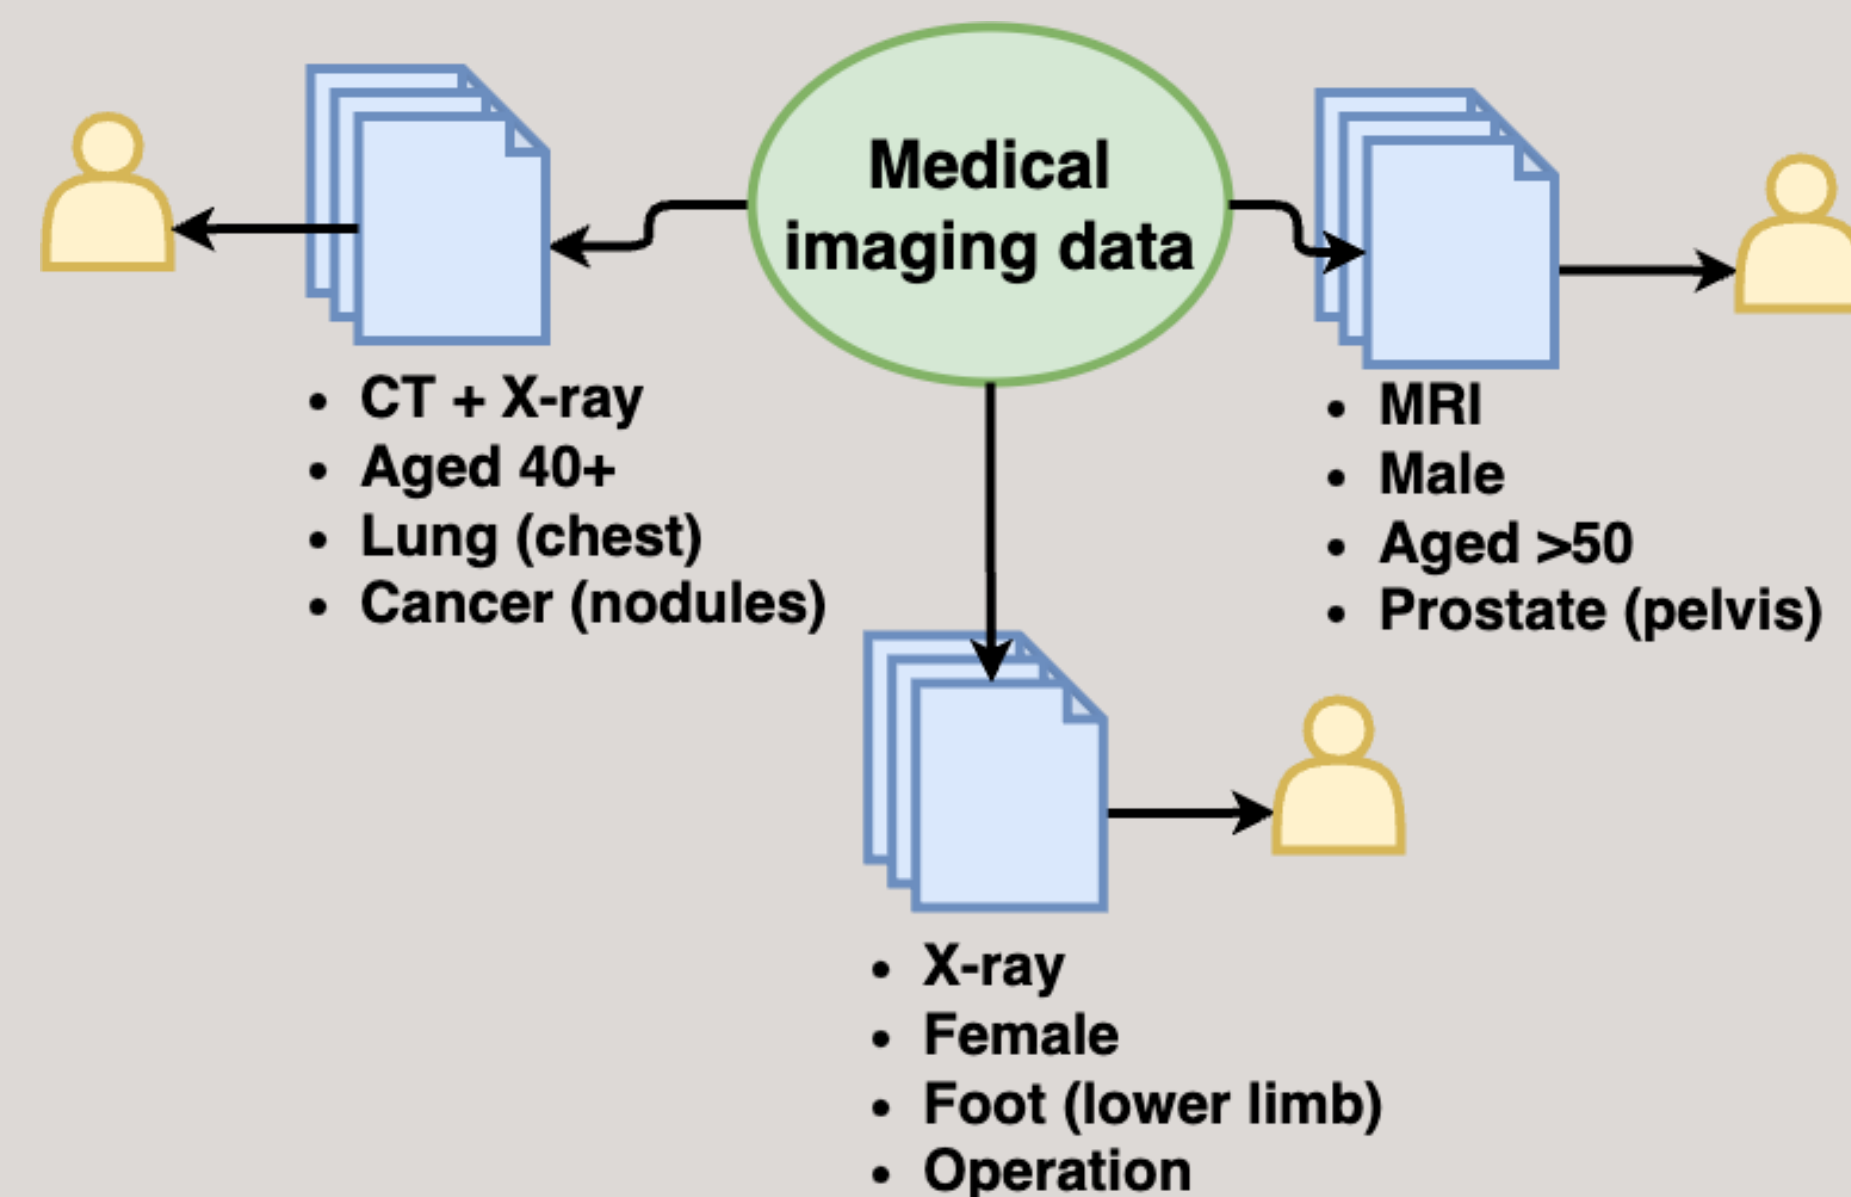 Medical
imaging data
• CT + X-ray
• Aged 40+
• Lung (chest)
• Cancer (nodules)
• MRI
• Male
• Aged >50
• Prostate (pelvis)
• X-ray
• Female
• Foot (lower limb)
• Operation